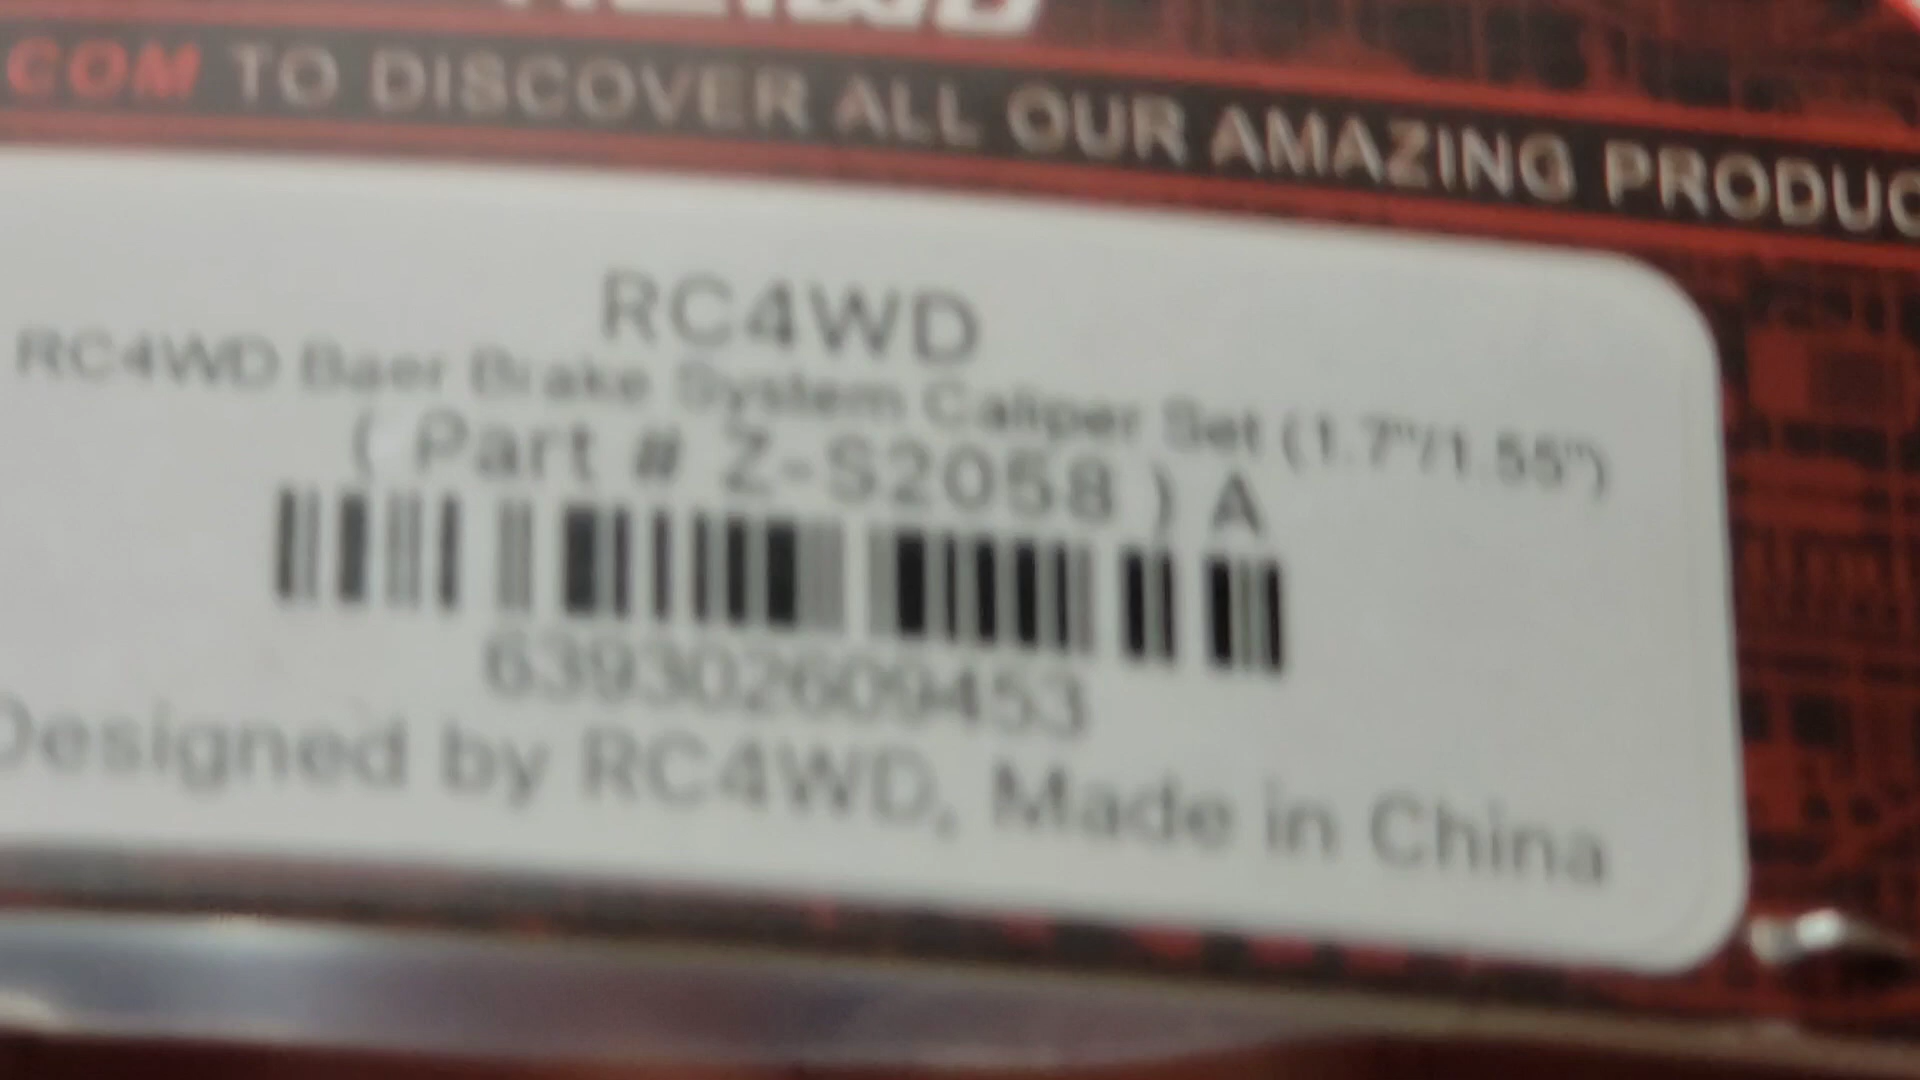 COM TO DISCOVER ALL OUR AMAZING PRODUC
RC4WD
RC4WD Baer Brake System Caliper Set (1.7"/1.55")
( Part # Z-S2058 ) A
639302609453
Designed by RC4WD, Made in China